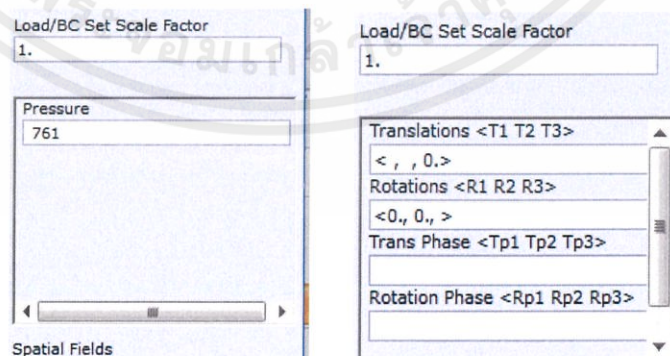 Load/BC Set Scale Factor
1.
Pressure
761
Spatial Fields
Load/BC Set Scale Factor
1.
Translations <T1 T2 T3>
< , , 0.>
Rotations <R1 R2 R3>
<0., 0., >
Trans Phase <Tp1 Tp2 Tp3>
Rotation Phase <Rp1 Rp2 Rp3>